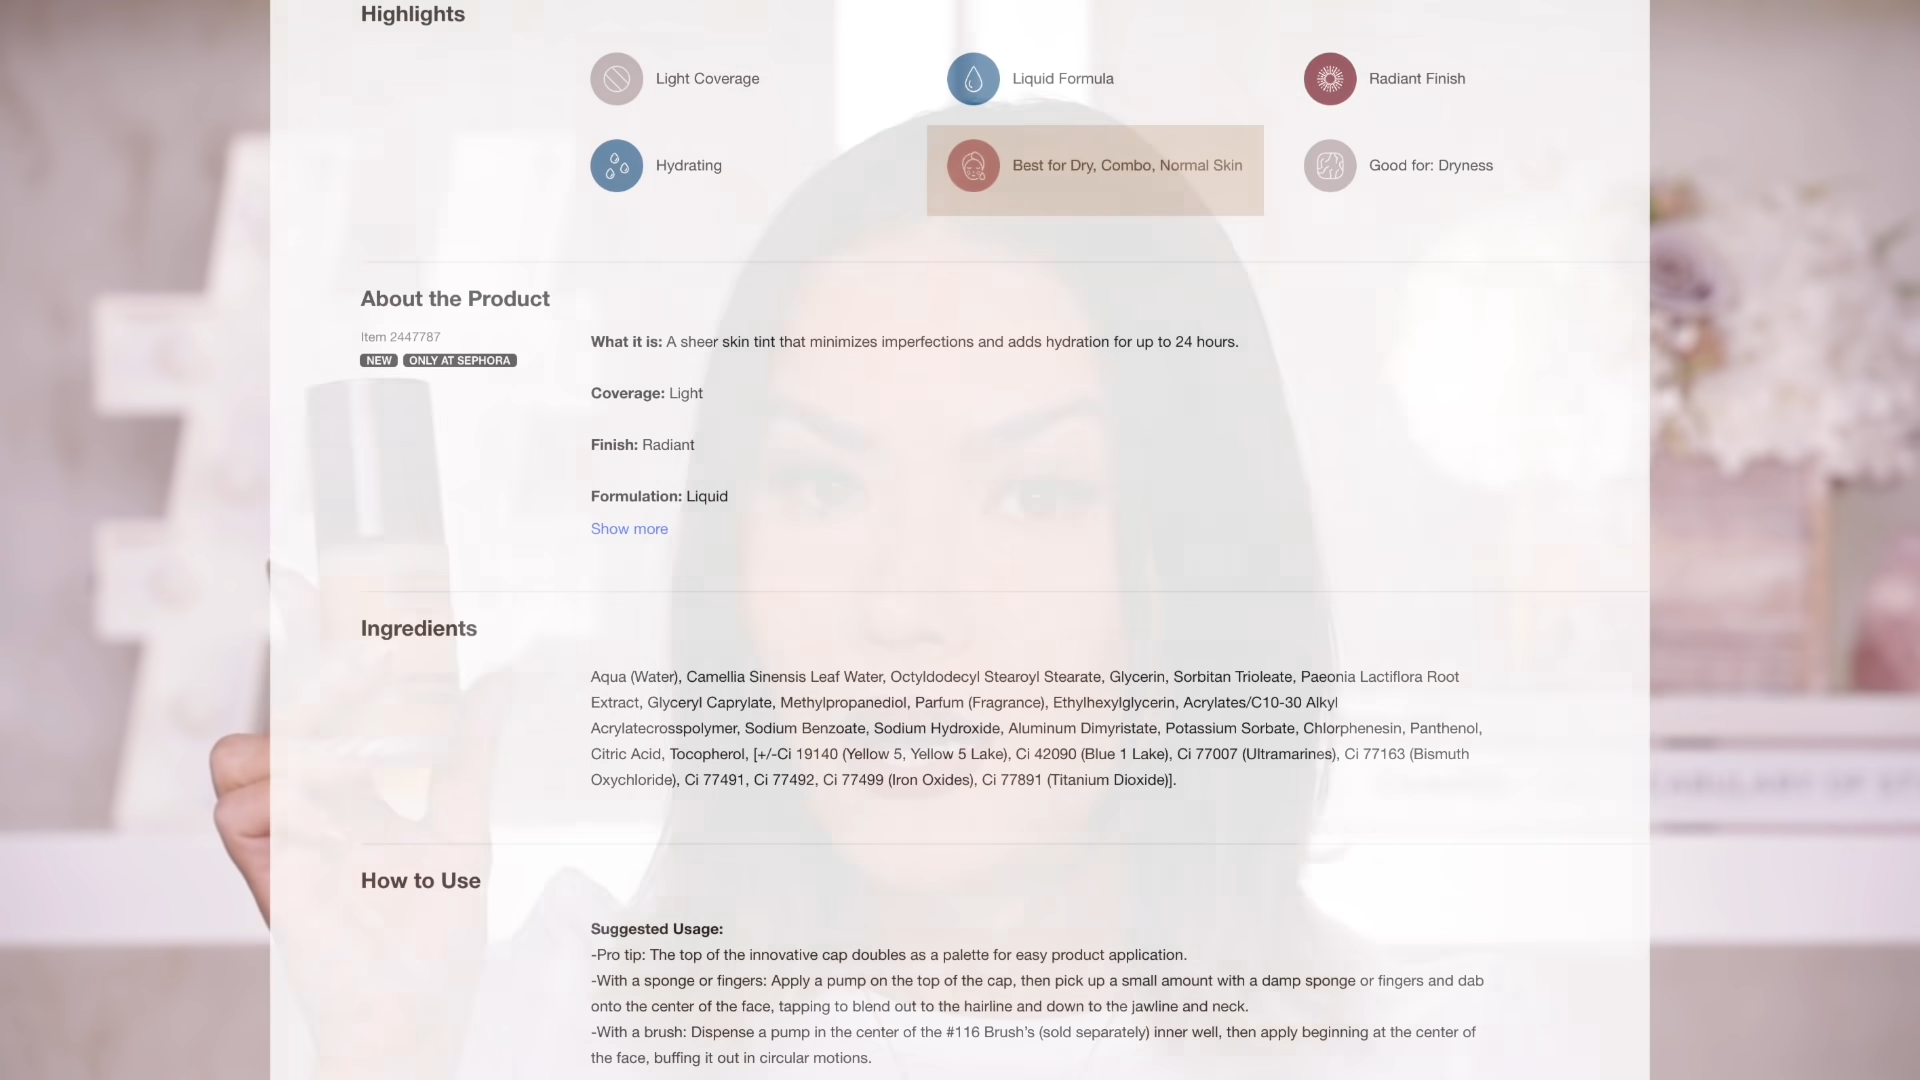 Highlights
Light Coverage
Liquid Formula
Radiant Finish
Hydrating
Best for Dry, Combo, Normal Skin
Good for: Dryness
About the Product
Item 2447787
NEW ONLY AT SEPHORA
What it is: A sheer skin tint that minimizes imperfections and adds hydration for up to 24 hours.
Coverage: Light
Finish: Radiant
Formulation: Liquid
Show more
Ingredients
Aqua (Water), Camellia Sinensis Leaf Water, Octyldodecyl Stearoyl Stearate, Glycerin, Sorbitan Trioleate, Paeonia Lactiflora Root
Extract, Glyceryl Caprylate, Methylpropanediol, Parfum (Fragrance), Ethylhexylglycerin, Acrylates/C10-30 Alkyl
Acrylatecrosspolymer, Sodium Benzoate, Sodium Hydroxide, Aluminum Dimyristate, Potassium Sorbate, Chlorphenesin, Panthenol,
Citric Acid, Tocopherol, [+/-Ci 19140 (Yellow 5, Yellow 5 Lake), Ci 42090 (Blue 1 Lake), Ci 77007 (Ultramarines), Ci 77163 (Bismuth
Oxychloride), Ci 77491, Ci 77492, Ci 77499 (Iron Oxides), Ci 77891 (Titanium Dioxide)].
How to Use
Suggested Usage:
-Pro tip: The top of the innovative cap doubles as a palette for easy product application.
-With a sponge or fingers: Apply a pump on the top of the cap, then pick up a small amount with a damp sponge or fingers and dab
onto the center of the face, tapping to blend out to the hairline and down to the jawline and neck.
-With a brush: Dispense a pump in the center of the #116 Brush's (sold separately) inner well, then apply beginning at the center of
the face, buffing it out in circular motions.